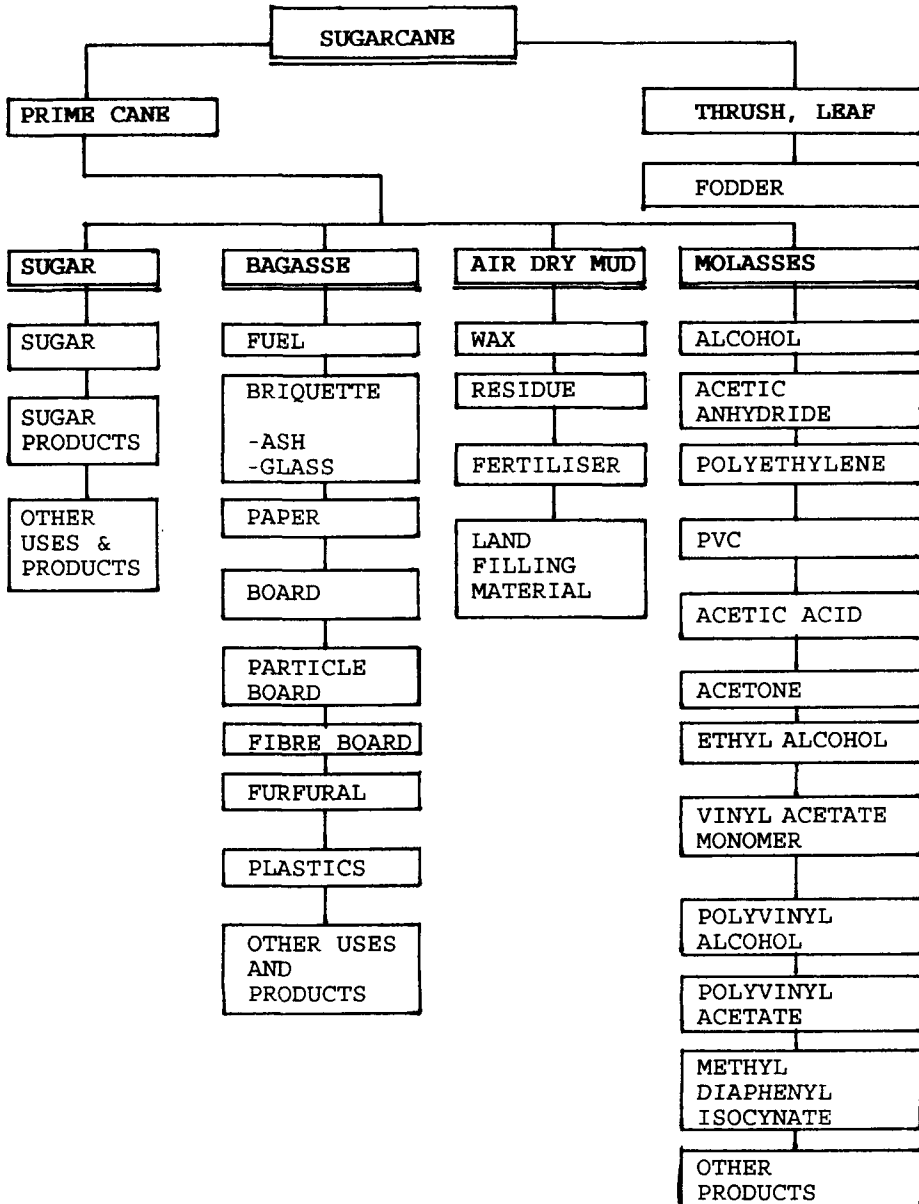 SUGARCANE
PRIME CANE
THRUSH, LEAF
FODDER
SUGAR
SUGAR
SUGAR
PRODUCTS
OTHER
USES &
PRODUCTS
BAGASSE
FUEL
BRIQUETTE
-ASH
-GLASS
PAPER
BOARD
PARTICLE
BOARD
FIBRE BOARD
FURFURAL
PLASTICS
OTHER USES
AND
PRODUCTS
AIR DRY MUD
WAX
RESIDUE
FERTILISER
LAND
FILLING
MATERIAL
MOLASSES
ALCOHOL
ACETIC
ANHYDRIDE
POLYETHYLENE
PVC
ACETIC ACID
ACETONE
ETHYL ALCOHOL
VINYL ACETATE
MONOMER
POLYVINYL
ALCOHOL
POLYVINYL
ACETATE
METHYL
DIAPHENYL
ISOCYNATE
OTHER
PRODUCTS